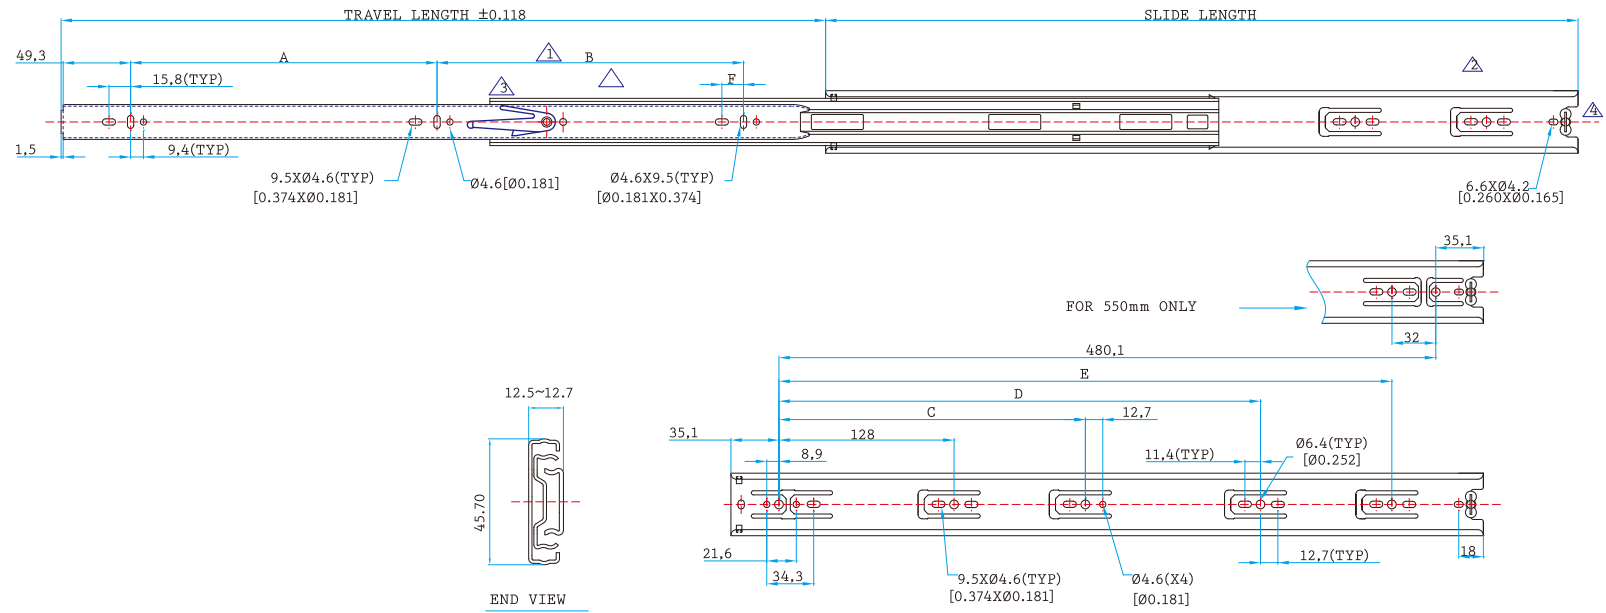 TRAVEL LENGTH ±0.118
SLIDE LENGTH
49,3
A
1
B
2
15,8(TYP)
3
F
4
1,5
9,4(TYP)
9.5XØ4.6(TYP)
[0.374XØ0.181]
Ø4.6[Ø0.181]
Ø4.6X9.5(TYP)
[Ø0.181X0.374]
6.6XØ4.2
[0.260XØ0.165]
35,1
FOR 550mm ONLY
32
480,1
E
D
C
12,7
12.5~12.7
35,1
128
8,9
11,4(TYP)
Ø6.4(TYP)
[Ø0.252]
45.70
21,6
34,3
12,7(TYP)
18
9.5XØ4.6(TYP)
[0.374XØ0.181]
Ø4.6(X4)
[Ø0.181]
END VIEW